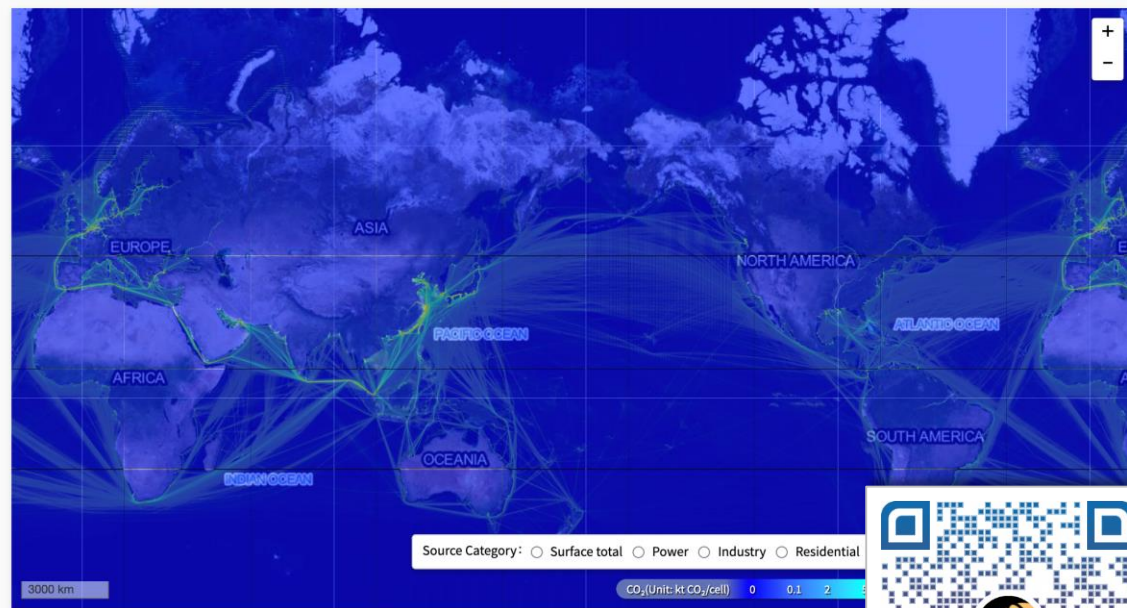 +
−
ASIA
EUROPE
NORTH AMERICA
PACIFIC OCEAN
ATLANTIC OCEAN
AFRICA
SOUTH AMERICA
OCEANIA
INDIAN OCEAN
Source Category: Surface total Power Industry Residential
3000 km
CO₂(Unit: kt CO₂/cell) 0 0.1 2